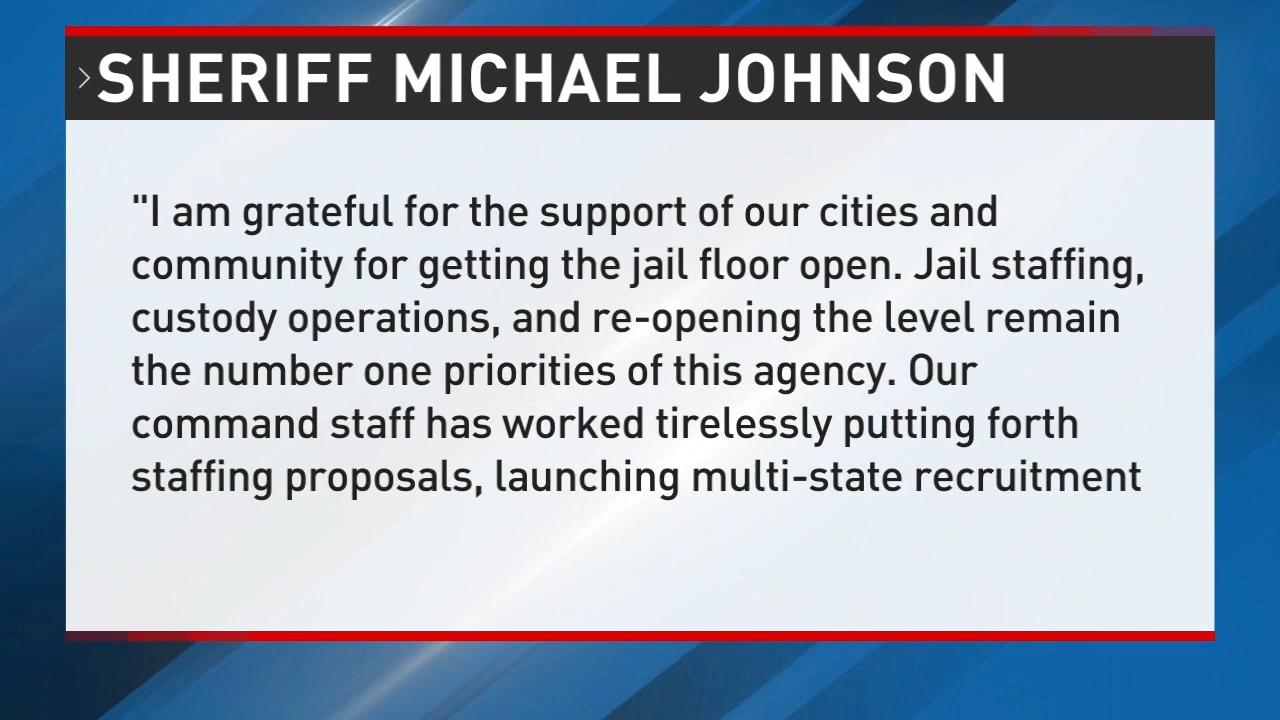 SHERIFF MICHAEL JOHNSON
"I am grateful for the support of our cities and
community for getting the jail floor open. Jail staffing,
custody operations, and re-opening the level remain
the number one priorities of this agency. Our
command staff has worked tirelessly putting forth
staffing proposals, launching multi-state recruitment